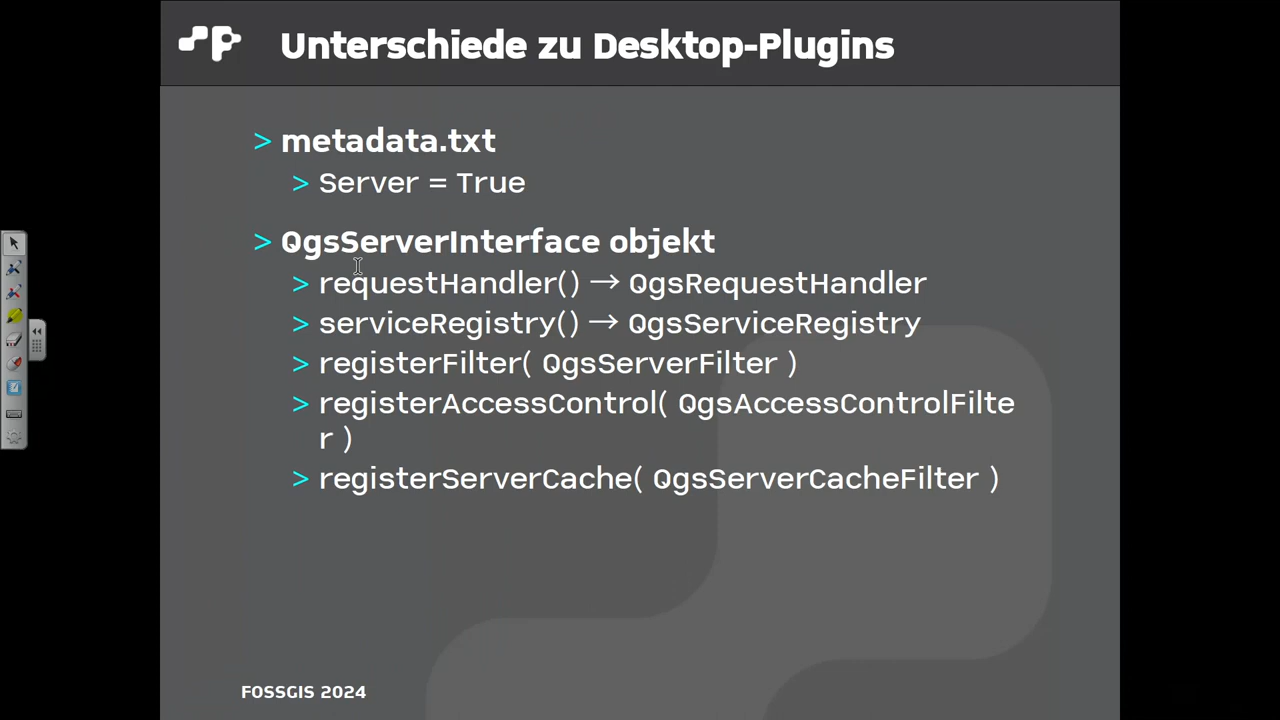 Unterschiede zu Desktop-Plugins
> metadata.txt
> Server = True
> QgsServerInterface objekt
> requestHandler() → QgsRequestHandler
> serviceRegistry() → QgsServiceRegistry
> registerFilter( QgsServerFilter )
> registerAccessControl( QgsAccessControlFilte
r )
> registerServerCache( QgsServerCacheFilter )
FOSSGIS 2024